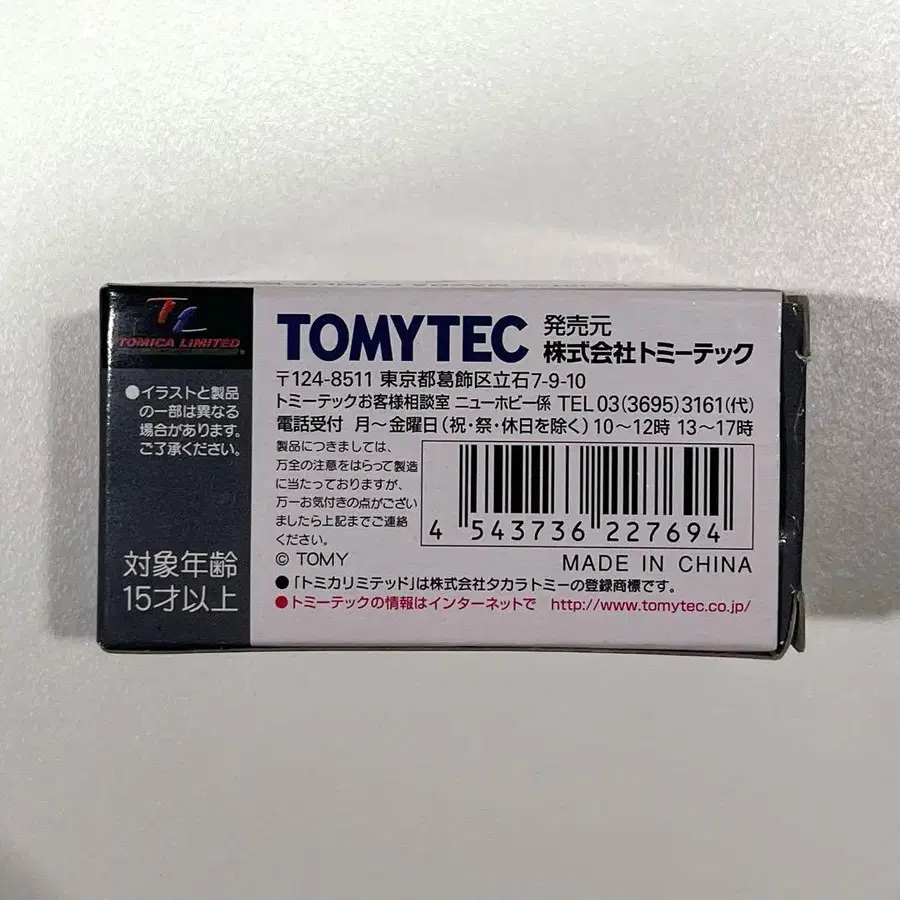 TL
TOMICA LIMITED
●イラストと製品
の一部は異なる
場合があります。
ご了承ください。
対象年齢
15才以上
TOMYTEC 発売元
株式会社トミーテック
〒124-8511 東京都葛飾区立石7-9-10
トミーテックお客様相談室 ニューホビー係 TEL 03(3695)3161(代)
電話受付 月〜金曜日(祝・祭・休日を除く)10〜12時 13〜17時
製品につきましては、
万全の注意をはらって製造
に当たっておりますが、
万一お気付きの点がござい
ましたら上記までご連絡
ください。
4 543736 227694
© TOMY MADE IN CHINA
●「トミカリミテッド」は株式会社タカラトミーの登録商標です。
●トミーテックの情報はインターネットで http://www.tomytec.co.jp/